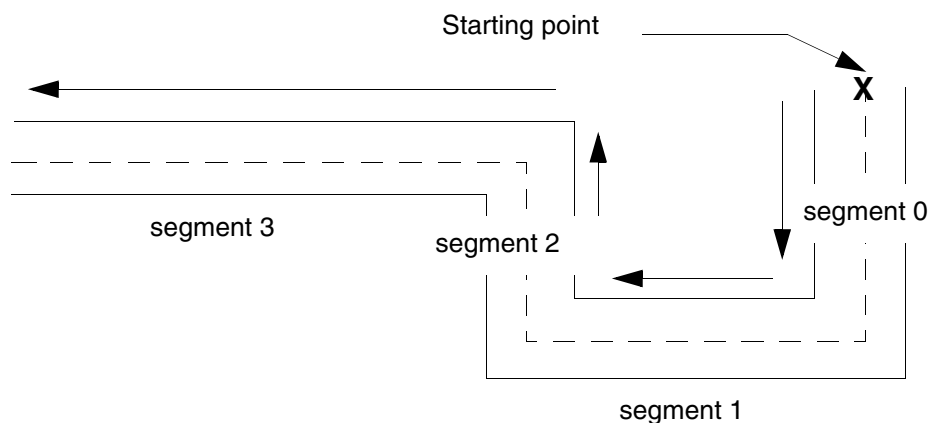 Starting point
X
segment 0
segment 3
segment 2
segment 1